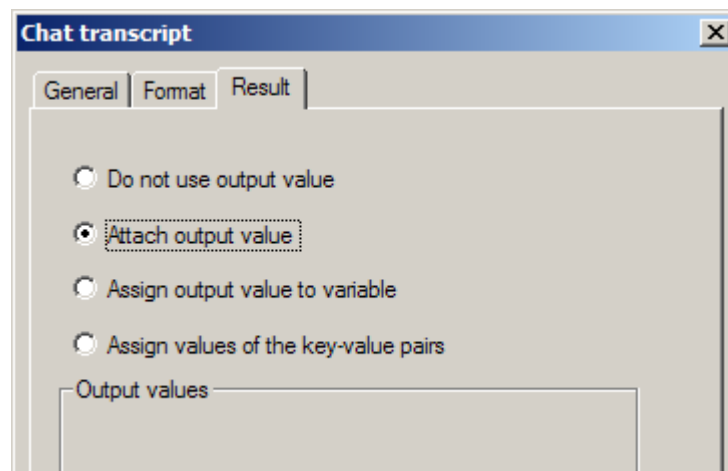 Chat transcript
General Format Result
Do not use output value
Attach output value
Assign output value to variable
Assign values of the key-value pairs
Output values